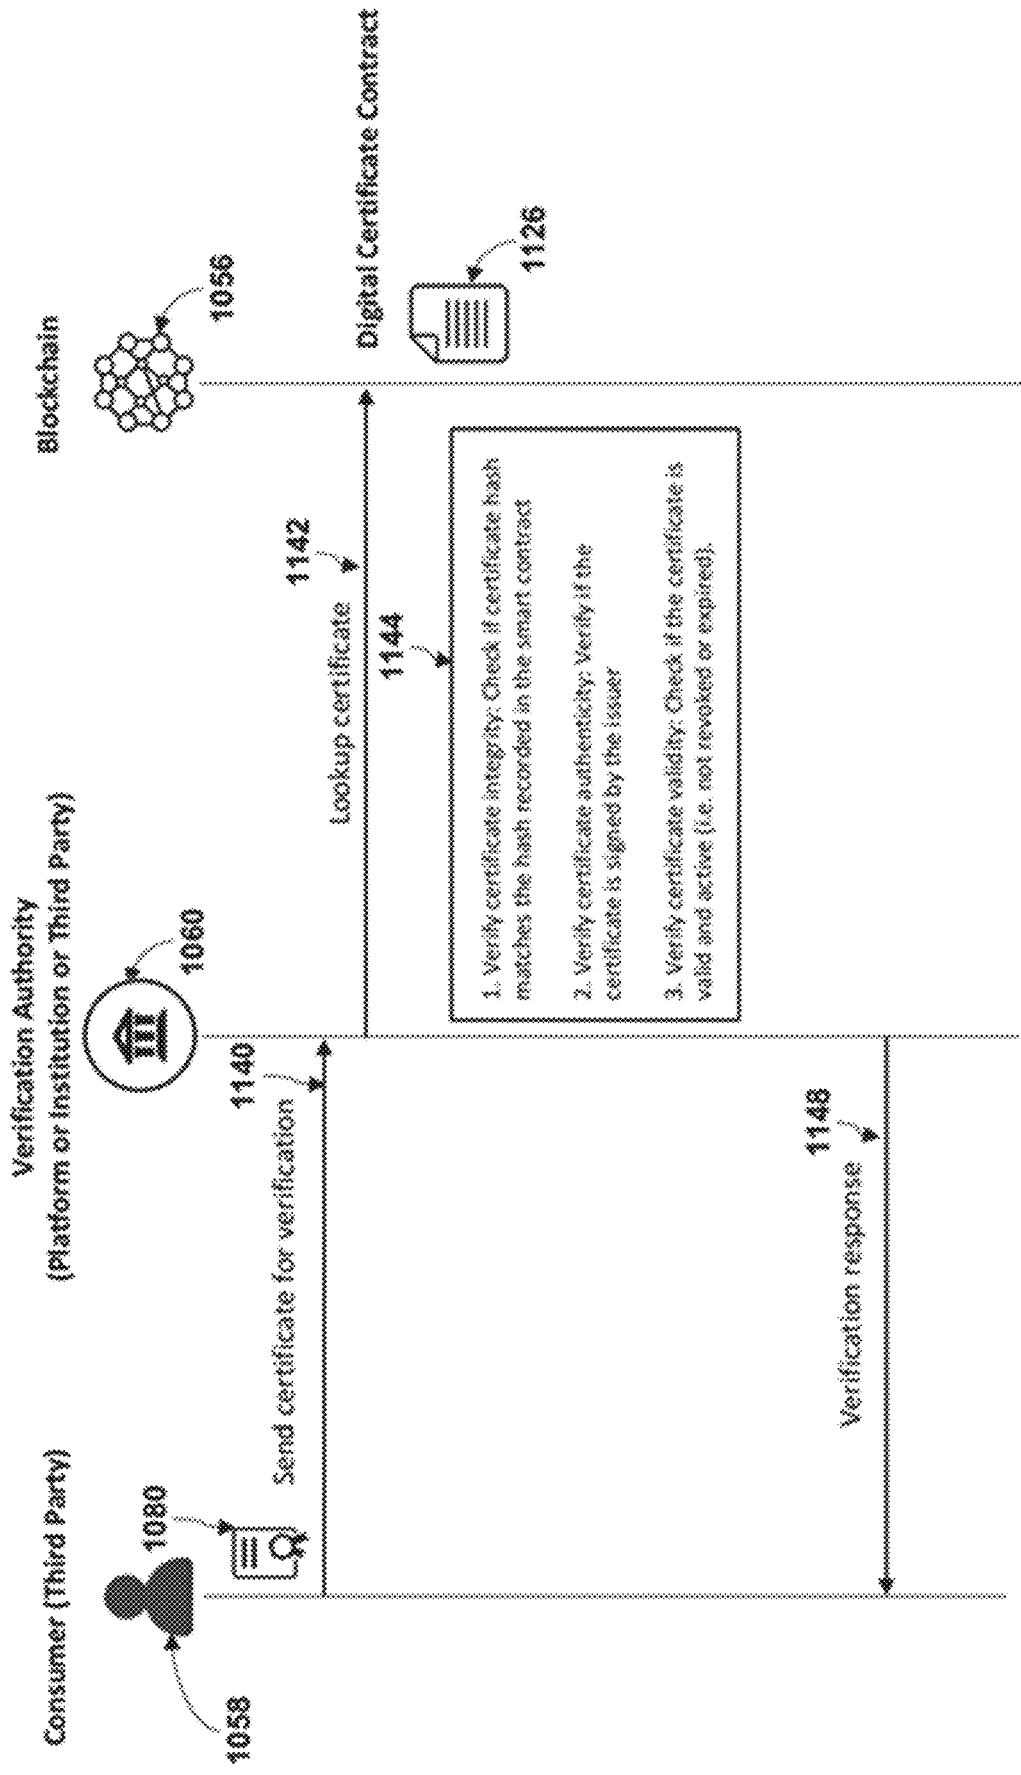 Consumer (Third Party)
1058
1080
Verification Authority
(Platform or Institution or Third Party)
1060
Blockchain
1056
Send certificate for verification
1140
Lookup certificate
1142
Digital Certificate Contract
1126
1144
1. Verify certificate integrity: Check if certificate hash
matches the hash recorded in the smart contract
2. Verify certificate authenticity: Verify if the
certificate is signed by the issuer
3. Verify certificate validity: Check if the certificate is
valid and active (i.e. not revoked or expired).
Verification response
1148